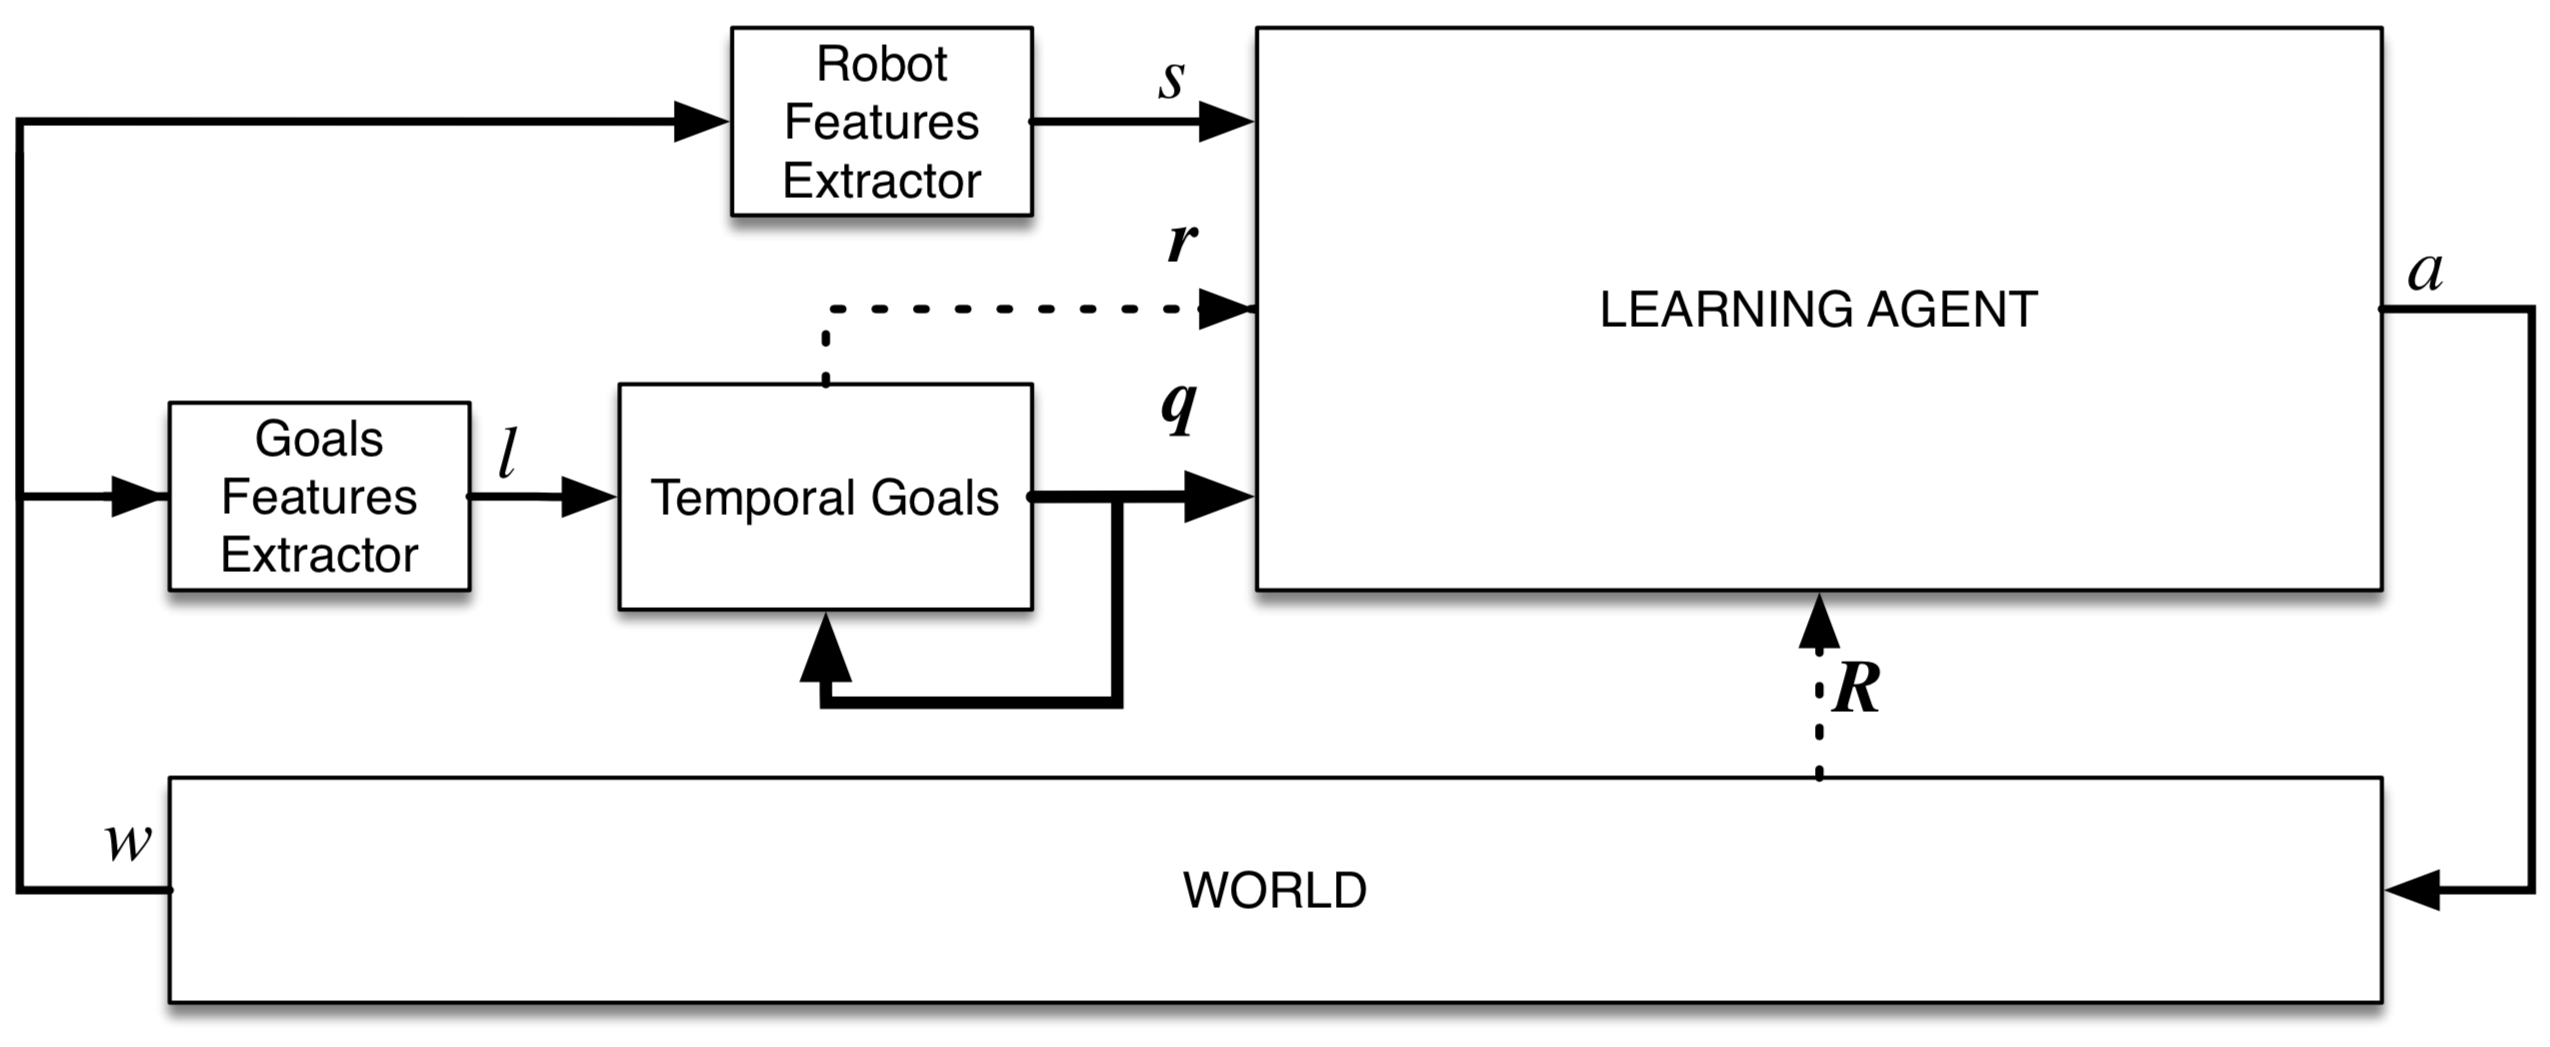 Robot
Features
Extractor
s
r
LEARNING AGENT
a
Goals
Features
Extractor
l
Temporal Goals
q
R
w
WORLD